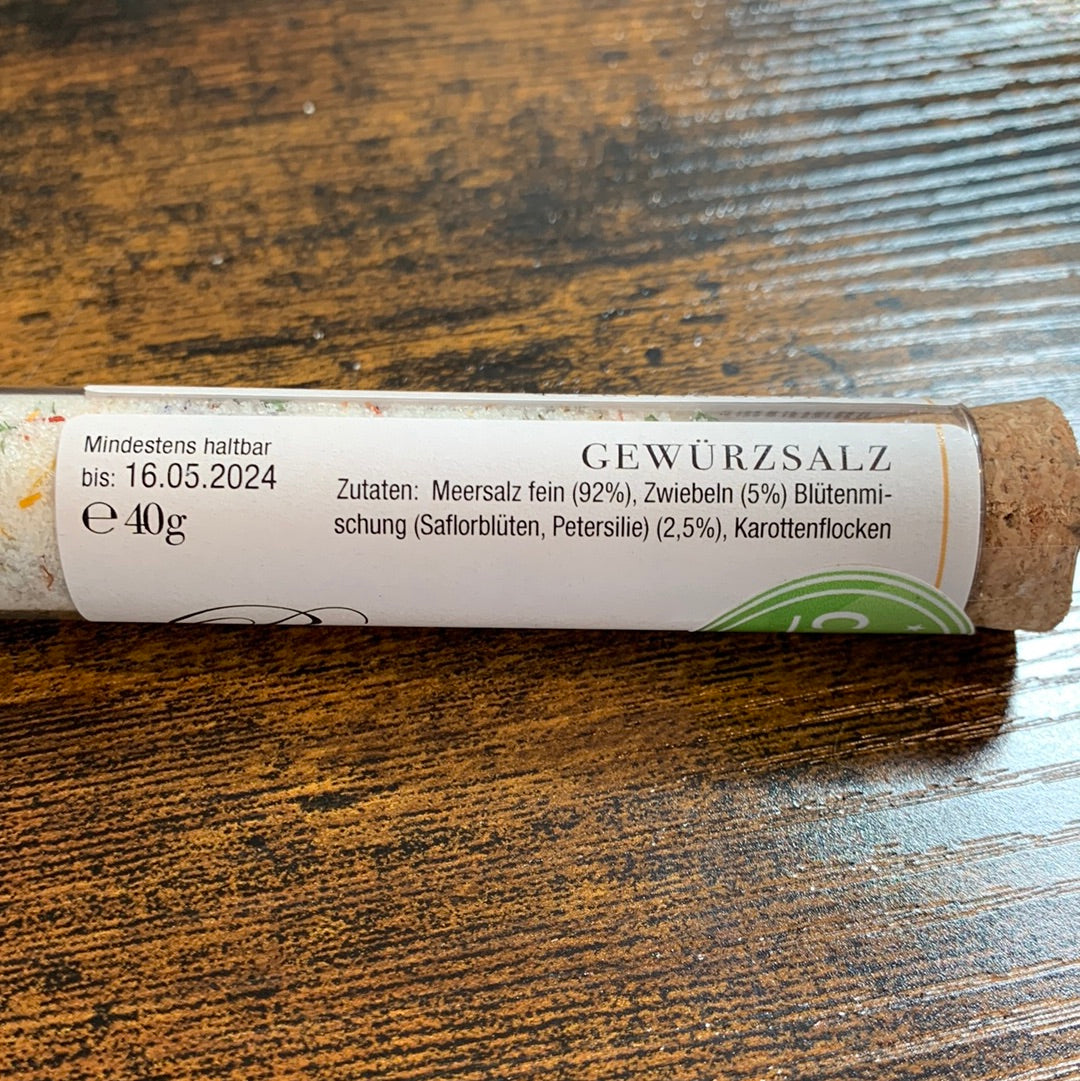 Mindestens haltbar
bis: 16.05.2024
℮ 40g
GEWÜRZSALZ
Zutaten: Meersalz fein (92%), Zwiebeln (5%) Blütenmi-
schung (Saflorblüten, Petersilie) (2,5%), Karottenflocken